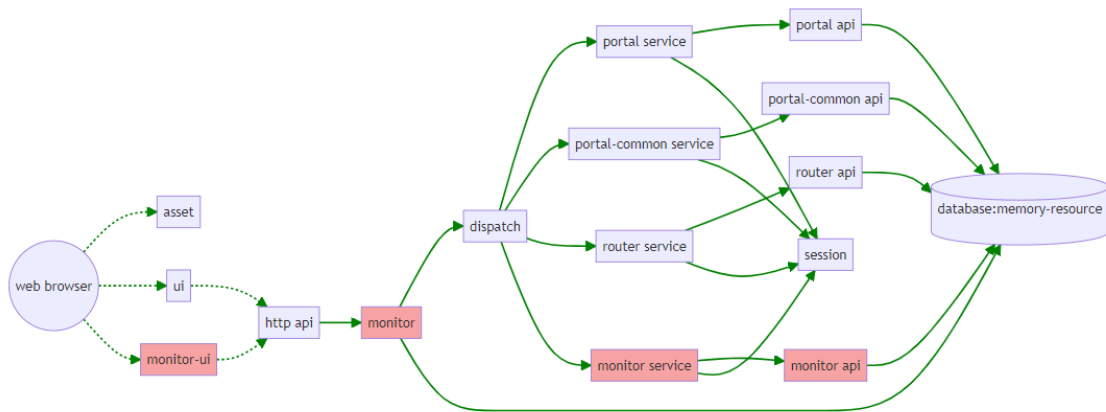 portal service
portal api
portal-common service
portal-common api
router api
asset
dispatch
router service
session
database:memory-resource
web browser
ui
http api
monitor
monitor-ui
monitor service
monitor api